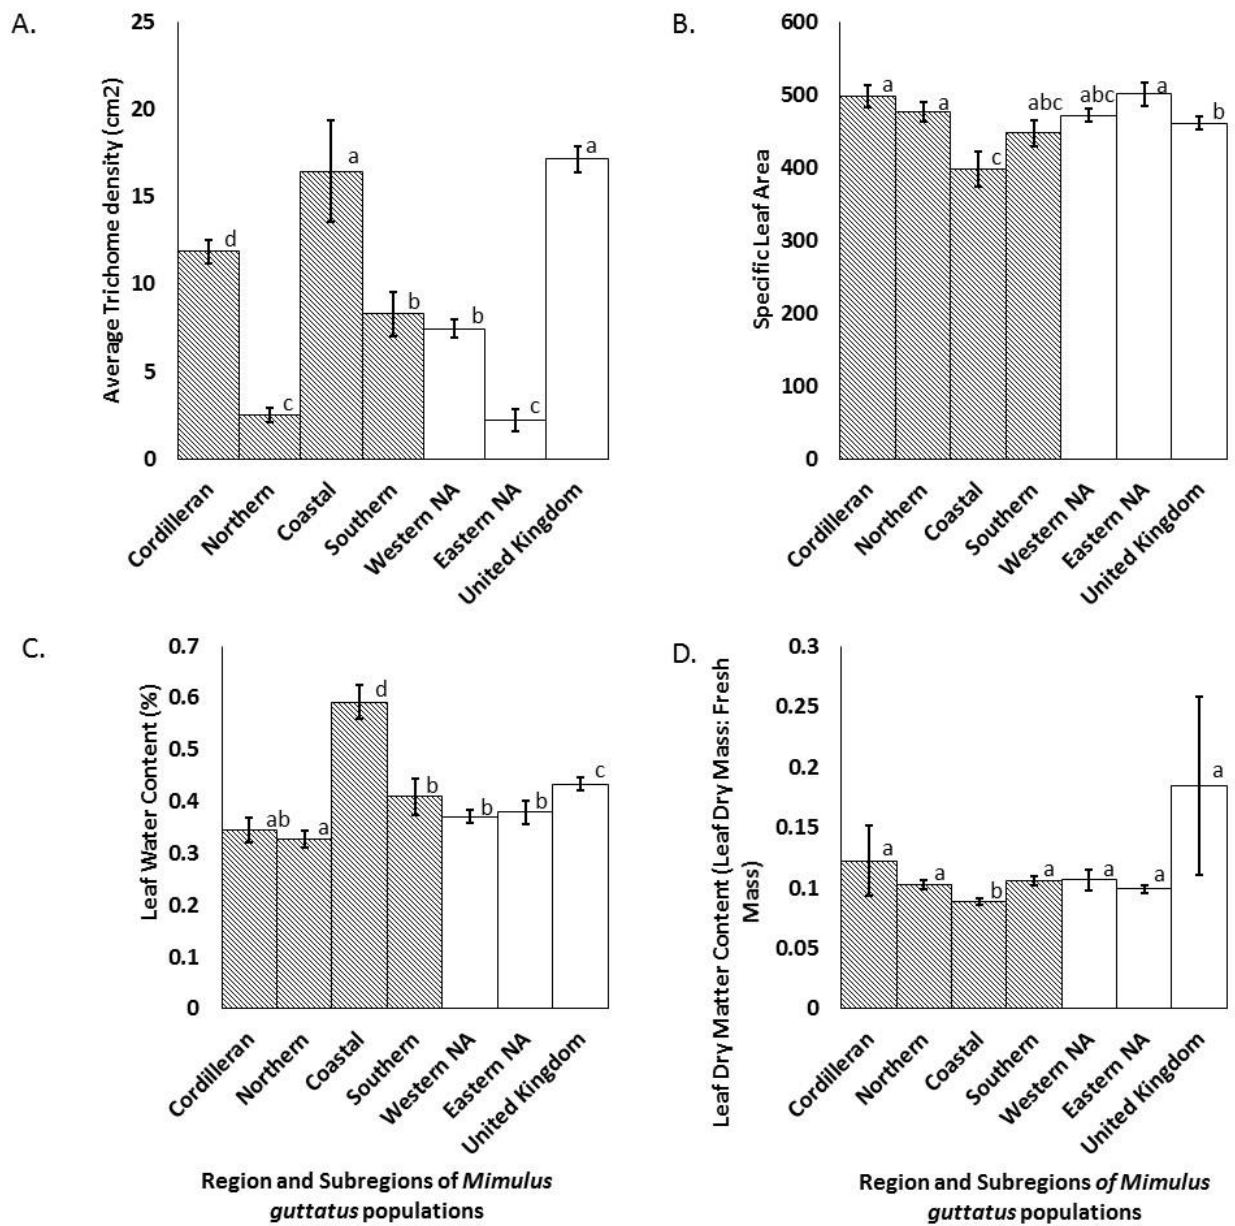 A.
Average Trichome density (cm2)
25
20
15
10
5
0
d
c
a
b
b
c
a
Cordilleran
Northern
Coastal
Southern
Western NA
Eastern NA
United Kingdom
B.
Specific Leaf Area
600
500
400
300
200
100
0
a
a
c
abc
abc
a
b
Cordilleran
Northern
Coastal
Southern
Western NA
Eastern NA
United Kingdom
C.
Leaf Water Content (%)
0.7
0.6
0.5
0.4
0.3
0.2
0.1
0
ab
a
d
b
b
b
c
Cordilleran
Northern
Coastal
Southern
Western NA
Eastern NA
United Kingdom
Region and Subregions of Mimulus
guttatus populations
D.
Leaf Dry Matter Content (Leaf Dry Mass: Fresh
Mass)
0.3
0.25
0.2
0.15
0.1
0.05
0
a
a
b
a
a
a
a
Cordilleran
Northern
Coastal
Southern
Western NA
Eastern NA
United Kingdom
Region and Subregions of Mimulus
guttatus populations